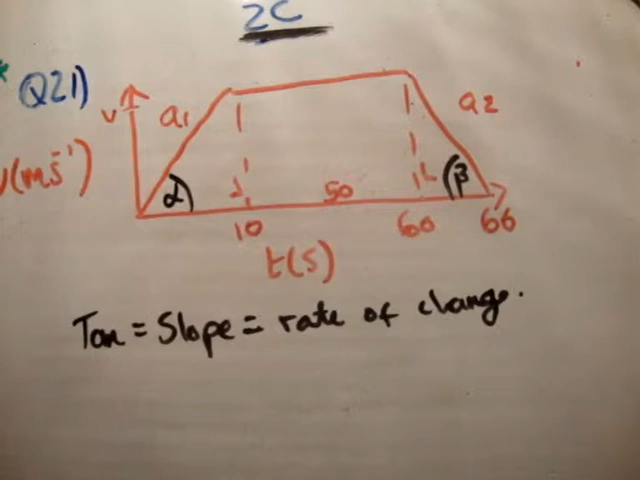 2C
Q21)
v
a1
a2
v(ms⁻¹)
α
β
50
10
60
66
t(s)
Tan = Slope = rate of change.